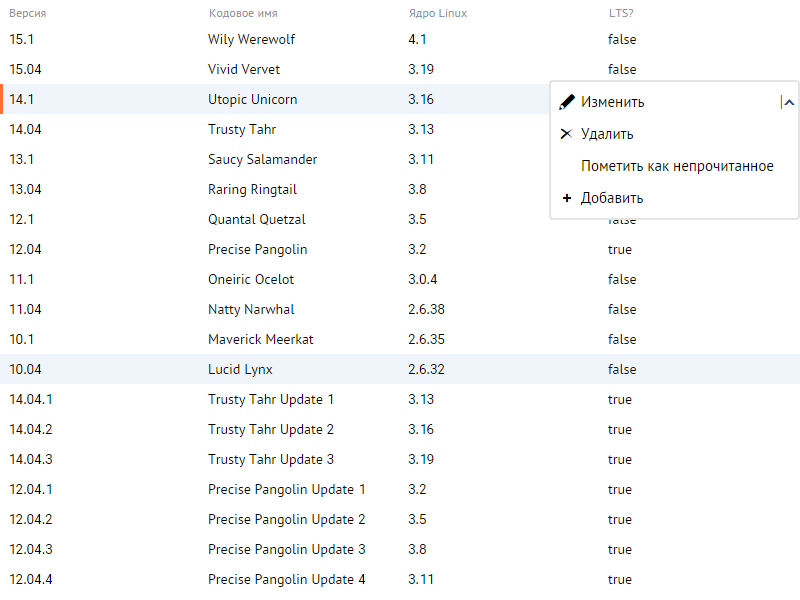 Версия Кодовое имя Ядро Linux LTS?
15.1 Wily Werewolf 4.1 false
15.04 Vivid Vervet 3.19 false
14.1 Utopic Unicorn 3.16 Изменить
14.04 Trusty Tahr 3.13 Удалить
13.1 Saucy Salamander 3.11 Пометить как непрочитанное
13.04 Raring Ringtail 3.8 Добавить
12.1 Quantal Quetzal 3.5 false
12.04 Precise Pangolin 3.2 true
11.1 Oneiric Ocelot 3.0.4 false
11.04 Natty Narwhal 2.6.38 false
10.1 Maverick Meerkat 2.6.35 false
10.04 Lucid Lynx 2.6.32 false
14.04.1 Trusty Tahr Update 1 3.13 true
14.04.2 Trusty Tahr Update 2 3.16 true
14.04.3 Trusty Tahr Update 3 3.19 true
12.04.1 Precise Pangolin Update 1 3.2 true
12.04.2 Precise Pangolin Update 2 3.5 true
12.04.3 Precise Pangolin Update 3 3.8 true
12.04.4 Precise Pangolin Update 4 3.11 true